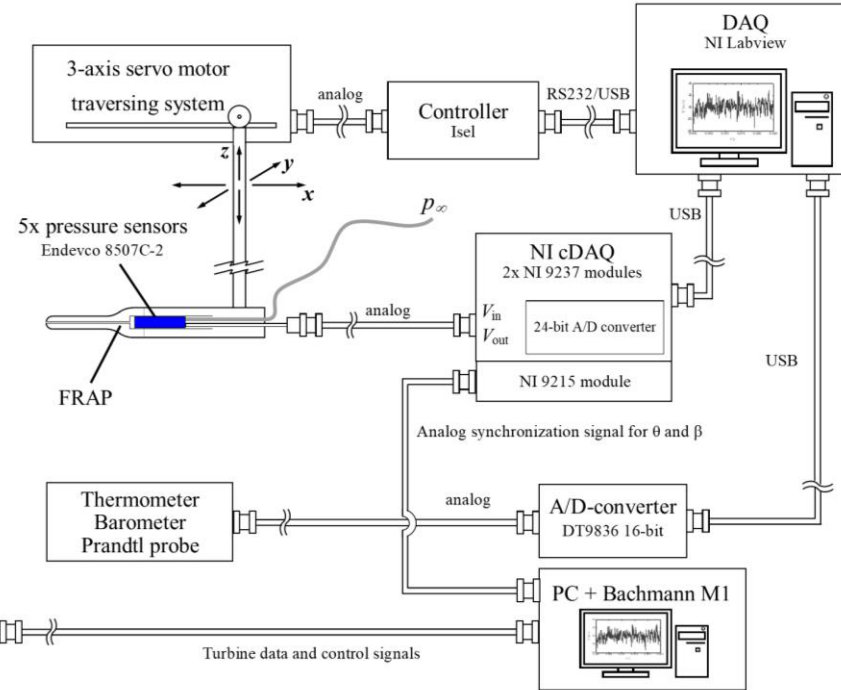 DAQ
NI Labview
3-axis servo motor
traversing system
analog
Controller
Isel
RS232/USB
z
y
x
5x pressure sensors
Endevco 8507C-2
p∞
USB
NI cDAQ
2x NI 9237 modules
analog
Vin
Vout
24-bit A/D converter
USB
NI 9215 module
FRAP
Analog synchronization signal for θ and β
Thermometer
Barometer
Prandtl probe
analog
A/D-converter
DT9836 16-bit
PC + Bachmann M1
Turbine data and control signals